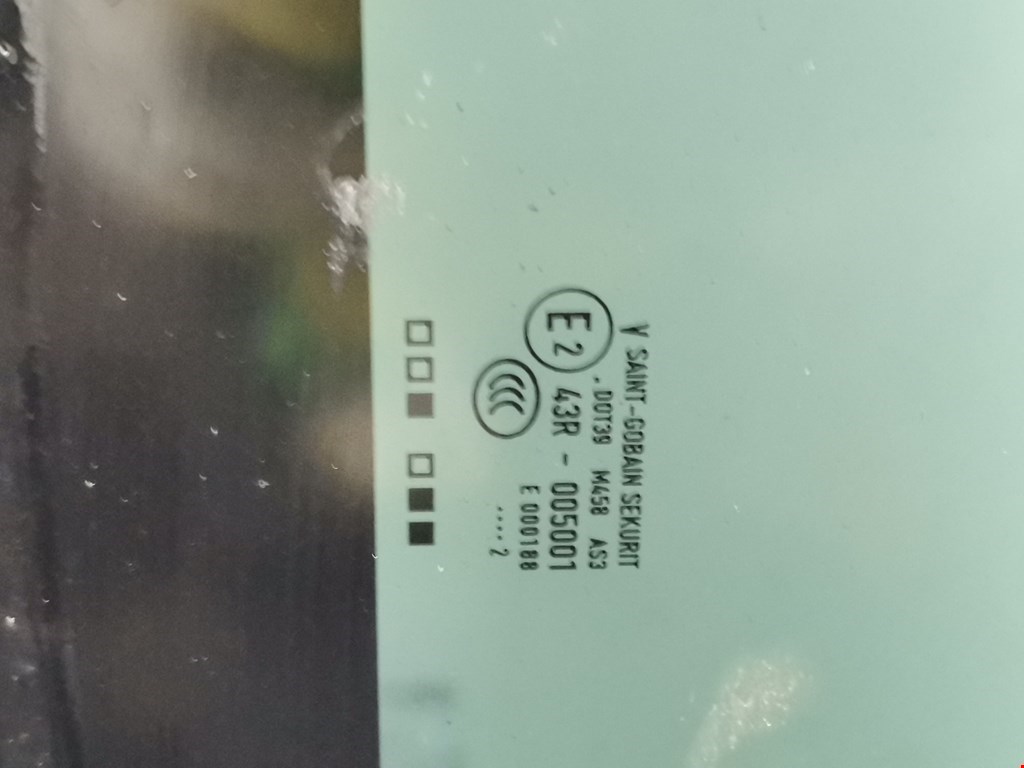 V SAINT-GOBAIN SEKURIT
.DOT39 M458 AS3
E2 43R - 005001
E 000188
....2